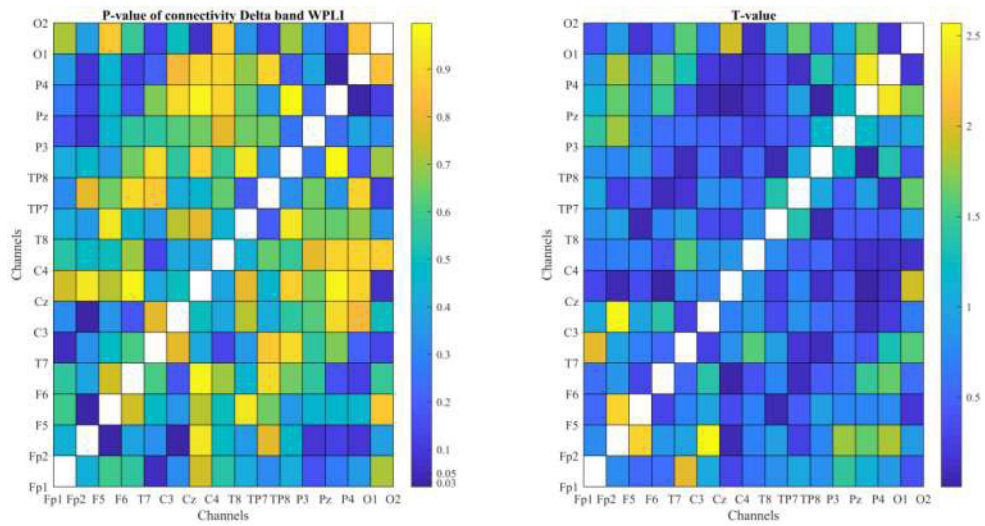 P-value of connectivity Delta band WPLI
T-value
O2
O1
P4
Pz
P3
TP8
TP7
T8
C4
Cz
C3
T7
F6
F5
Fp2
Fp1
Channels
Fp1 Fp2 F5 F6 T7 C3 Cz C4 T8 TP7 TP8 P3 Pz P4 O1 O2
Channels
0.9
0.8
0.7
0.6
0.5
0.4
0.3
0.2
0.1
0.05
0.03
O2
O1
P4
Pz
P3
TP8
TP7
T8
C4
Cz
C3
T7
F6
F5
Fp2
Fp1
Channels
Fp1 Fp2 F5 F6 T7 C3 Cz C4 T8 TP7 TP8 P3 Pz P4 O1 O2
Channels
2.5
2
1.5
1
0.5